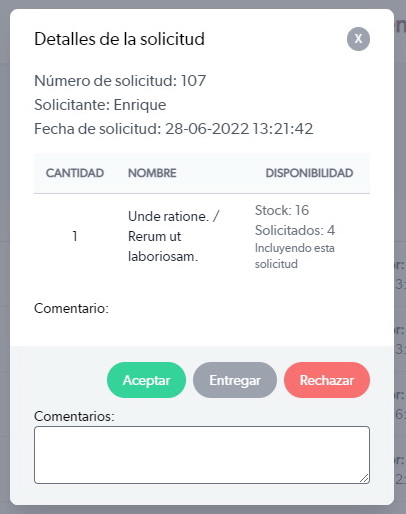 Detalles de la solicitud
X
Número de solicitud: 107
Solicitante: Enrique
Fecha de solicitud: 28-06-2022 13:21:42
CANTIDAD NOMBRE DISPONIBILIDAD
1
Unde ratione. /
Rerum ut
laboriosam.
Stock: 16
Solicitados: 4
Incluyendo esta
solicitud
Comentario:
Aceptar Entregar Rechazar
Comentarios: